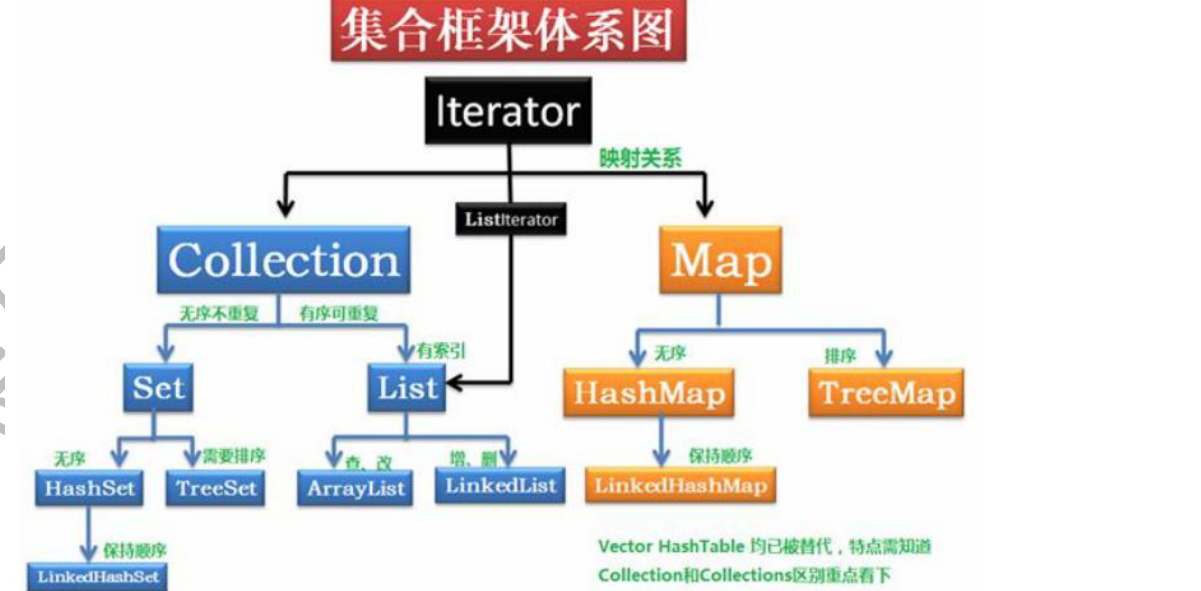 集合框架体系图
Iterator
映射关系
ListIterator
Collection
Map
无序不重复
有序可重复
有索引
无序
排序
Set
List
HashMap
TreeMap
无序
需要排序
查、改
增、删
保持顺序
HashSet
TreeSet
ArrayList
LinkedList
LinkedHashMap
保持顺序
LinkedHashSet
Vector HashTable 均已被替代，特点需知道
Collection和Collections区别重点看下